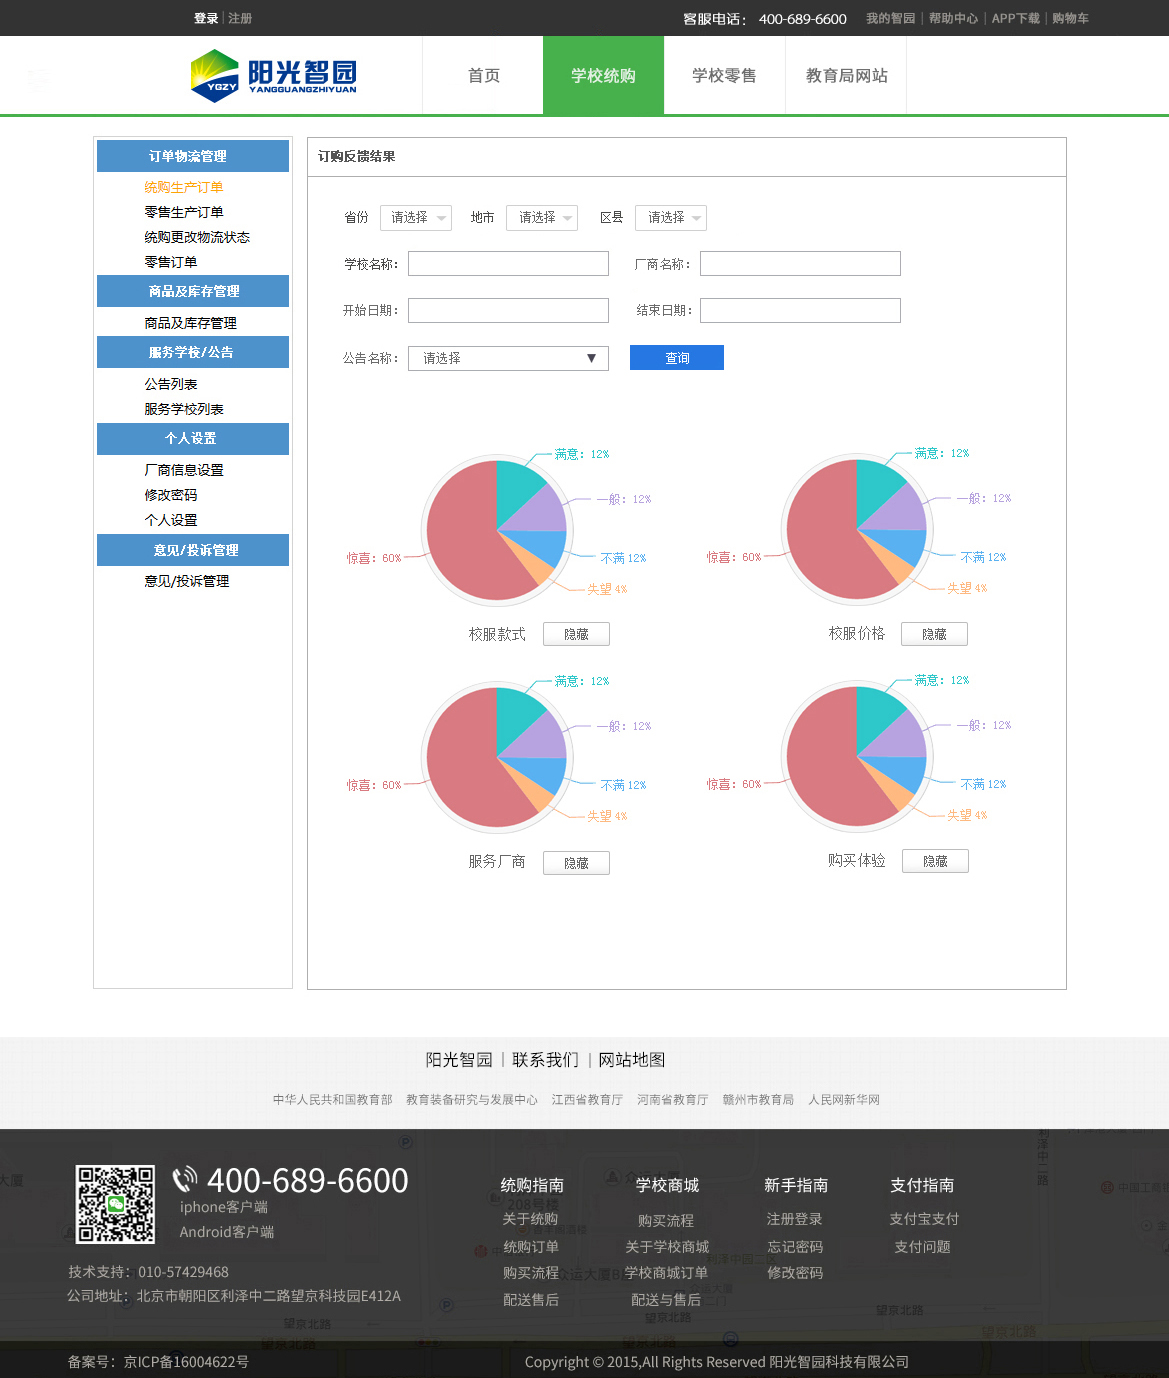 登录 | 注册
客服电话： 400-689-6600
我的智园 | 帮助中心 | APP下载 | 购物车
YGZY
阳光智园
YANGGUANGZHIYUAN
首页
学校统购
学校零售
教育局网站
订单物流管理
统购生产订单
零售生产订单
统购更改物流状态
零售订单
商品及库存管理
商品及库存管理
服务学校/公告
公告列表
服务学校列表
个人设置
厂商信息设置
修改密码
个人设置
意见/投诉管理
意见/投诉管理
订购反馈结果
省份 请选择 地市 请选择 区县 请选择
学校名称： 厂商名称：
开始日期： 结束日期：
公告名称： 请选择 ▼ 查询
满意：12%
一般：12%
不满 12%
失望 4%
惊喜：60%
校服款式 隐藏
满意：12%
一般：12%
不满 12%
失望 4%
惊喜：60%
校服价格 隐藏
满意：12%
一般：12%
不满 12%
失望 4%
惊喜：60%
服务厂商 隐藏
满意：12%
一般：12%
不满 12%
失望 4%
惊喜：60%
购买体验 隐藏
阳光智园 | 联系我们 | 网站地图
中华人民共和国教育部 教育装备研究与发展中心 江西省教育厅 河南省教育厅 赣州市教育局 人民网新华网
400-689-6600
iphone客户端
Android客户端
技术支持：010-57429468
公司地址：北京市朝阳区利泽中二路望京科技园E412A
统购指南
关于统购
统购订单
购买流程
配送售后
学校商城
购买流程
关于学校商城
学校商城订单
配送与售后
新手指南
注册登录
忘记密码
修改密码
支付指南
支付宝支付
支付问题
望京北路
望京北路
望京北路
望京北路
望京北路
望京北路
备案号：京ICP备16004622号
Copyright © 2015,All Rights Reserved 阳光智园科技有限公司